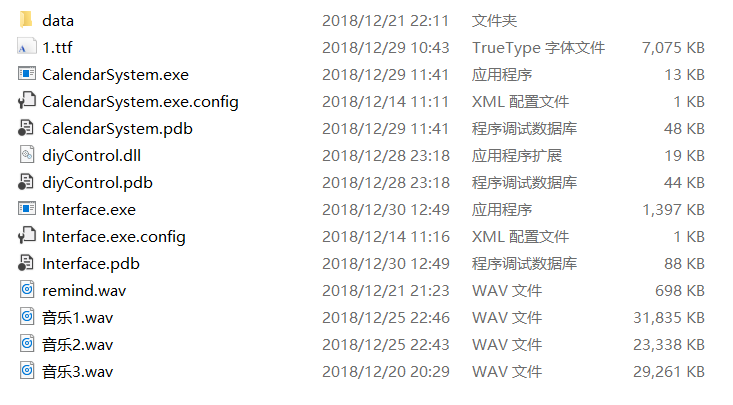 data 2018/12/21 22:11 文件夹
1.ttf 2018/12/29 10:43 TrueType 字体文件 7,075 KB
CalendarSystem.exe 2018/12/29 11:41 应用程序 13 KB
CalendarSystem.exe.config 2018/12/14 11:11 XML 配置文件 1 KB
CalendarSystem.pdb 2018/12/29 11:41 程序调试数据库 48 KB
diyControl.dll 2018/12/28 23:18 应用程序扩展 19 KB
diyControl.pdb 2018/12/28 23:18 程序调试数据库 44 KB
Interface.exe 2018/12/30 12:49 应用程序 1,397 KB
Interface.exe.config 2018/12/14 11:16 XML 配置文件 1 KB
Interface.pdb 2018/12/30 12:49 程序调试数据库 88 KB
remind.wav 2018/12/21 21:23 WAV 文件 698 KB
音乐1.wav 2018/12/25 22:46 WAV 文件 31,835 KB
音乐2.wav 2018/12/25 22:43 WAV 文件 23,338 KB
音乐3.wav 2018/12/20 20:29 WAV 文件 29,261 KB